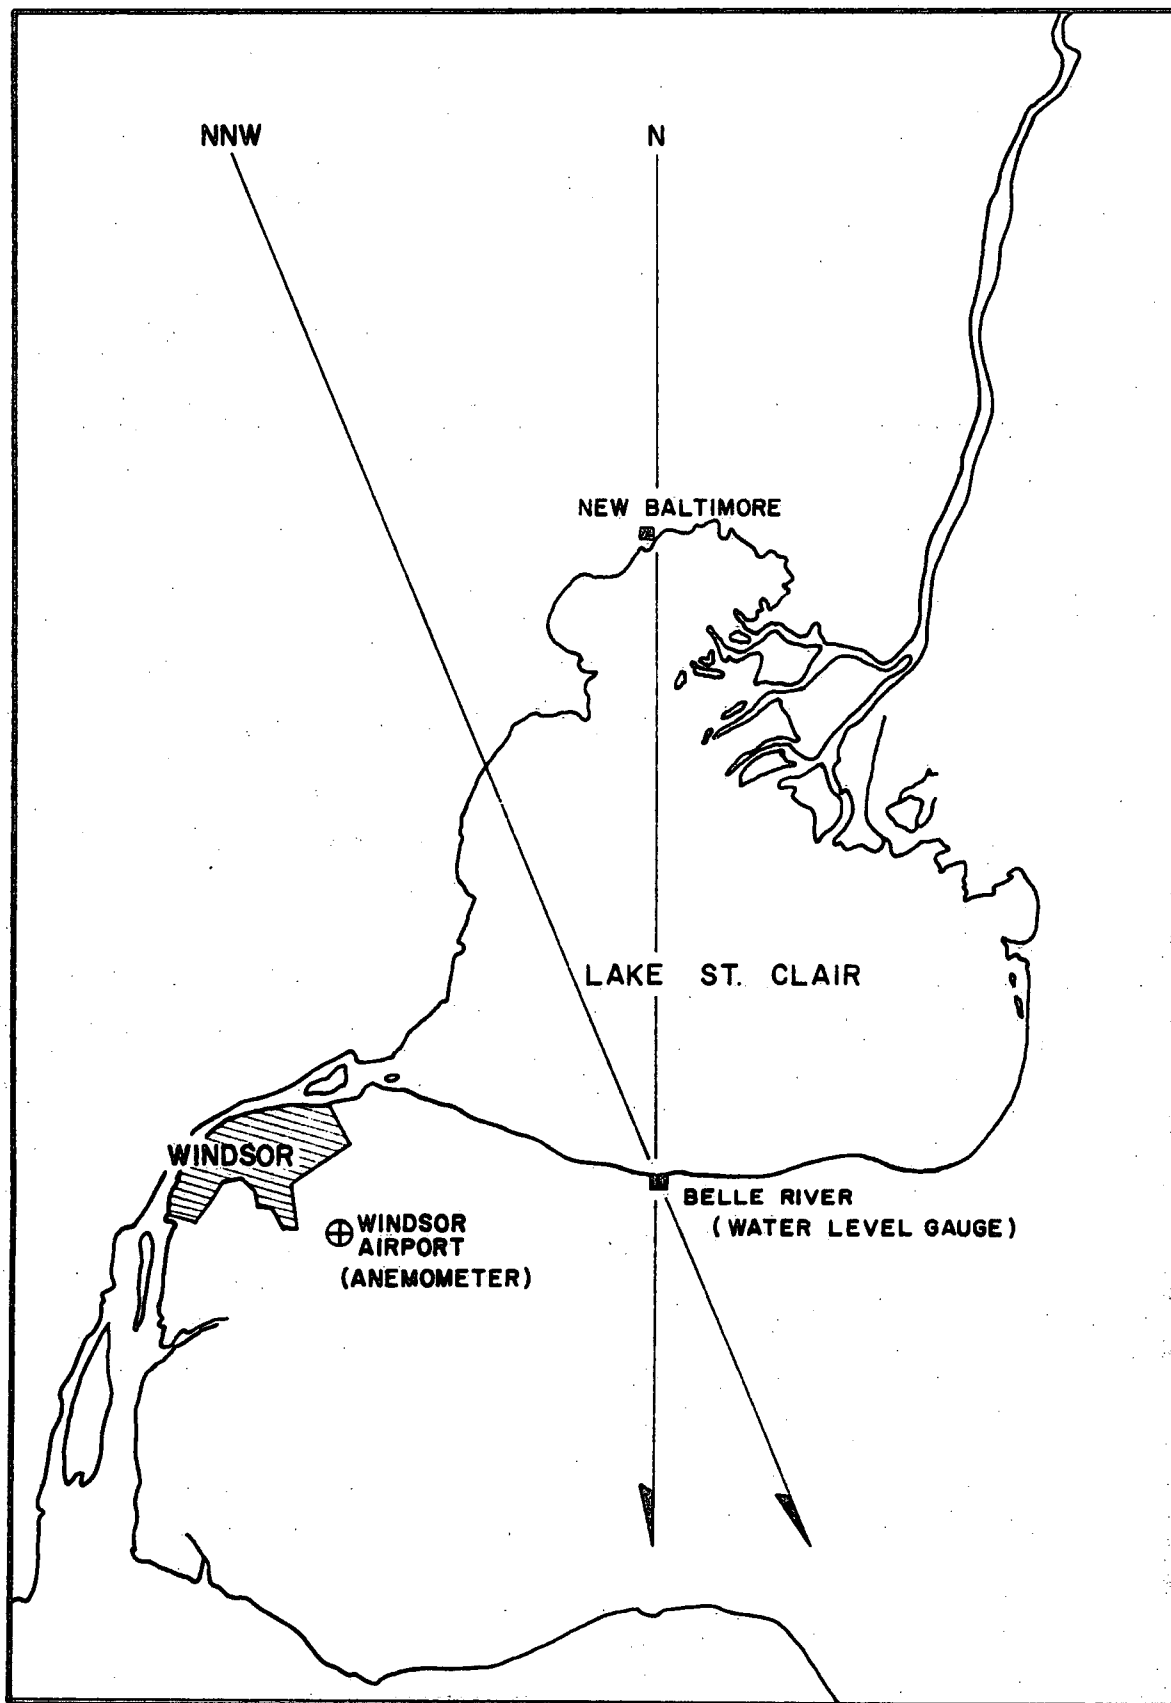 NNW
N
NEW BALTIMORE
LAKE ST. CLAIR
WINDSOR
BELLE RIVER
(WATER LEVEL GAUGE)
WINDSOR
AIRPORT
(ANEMOMETER)